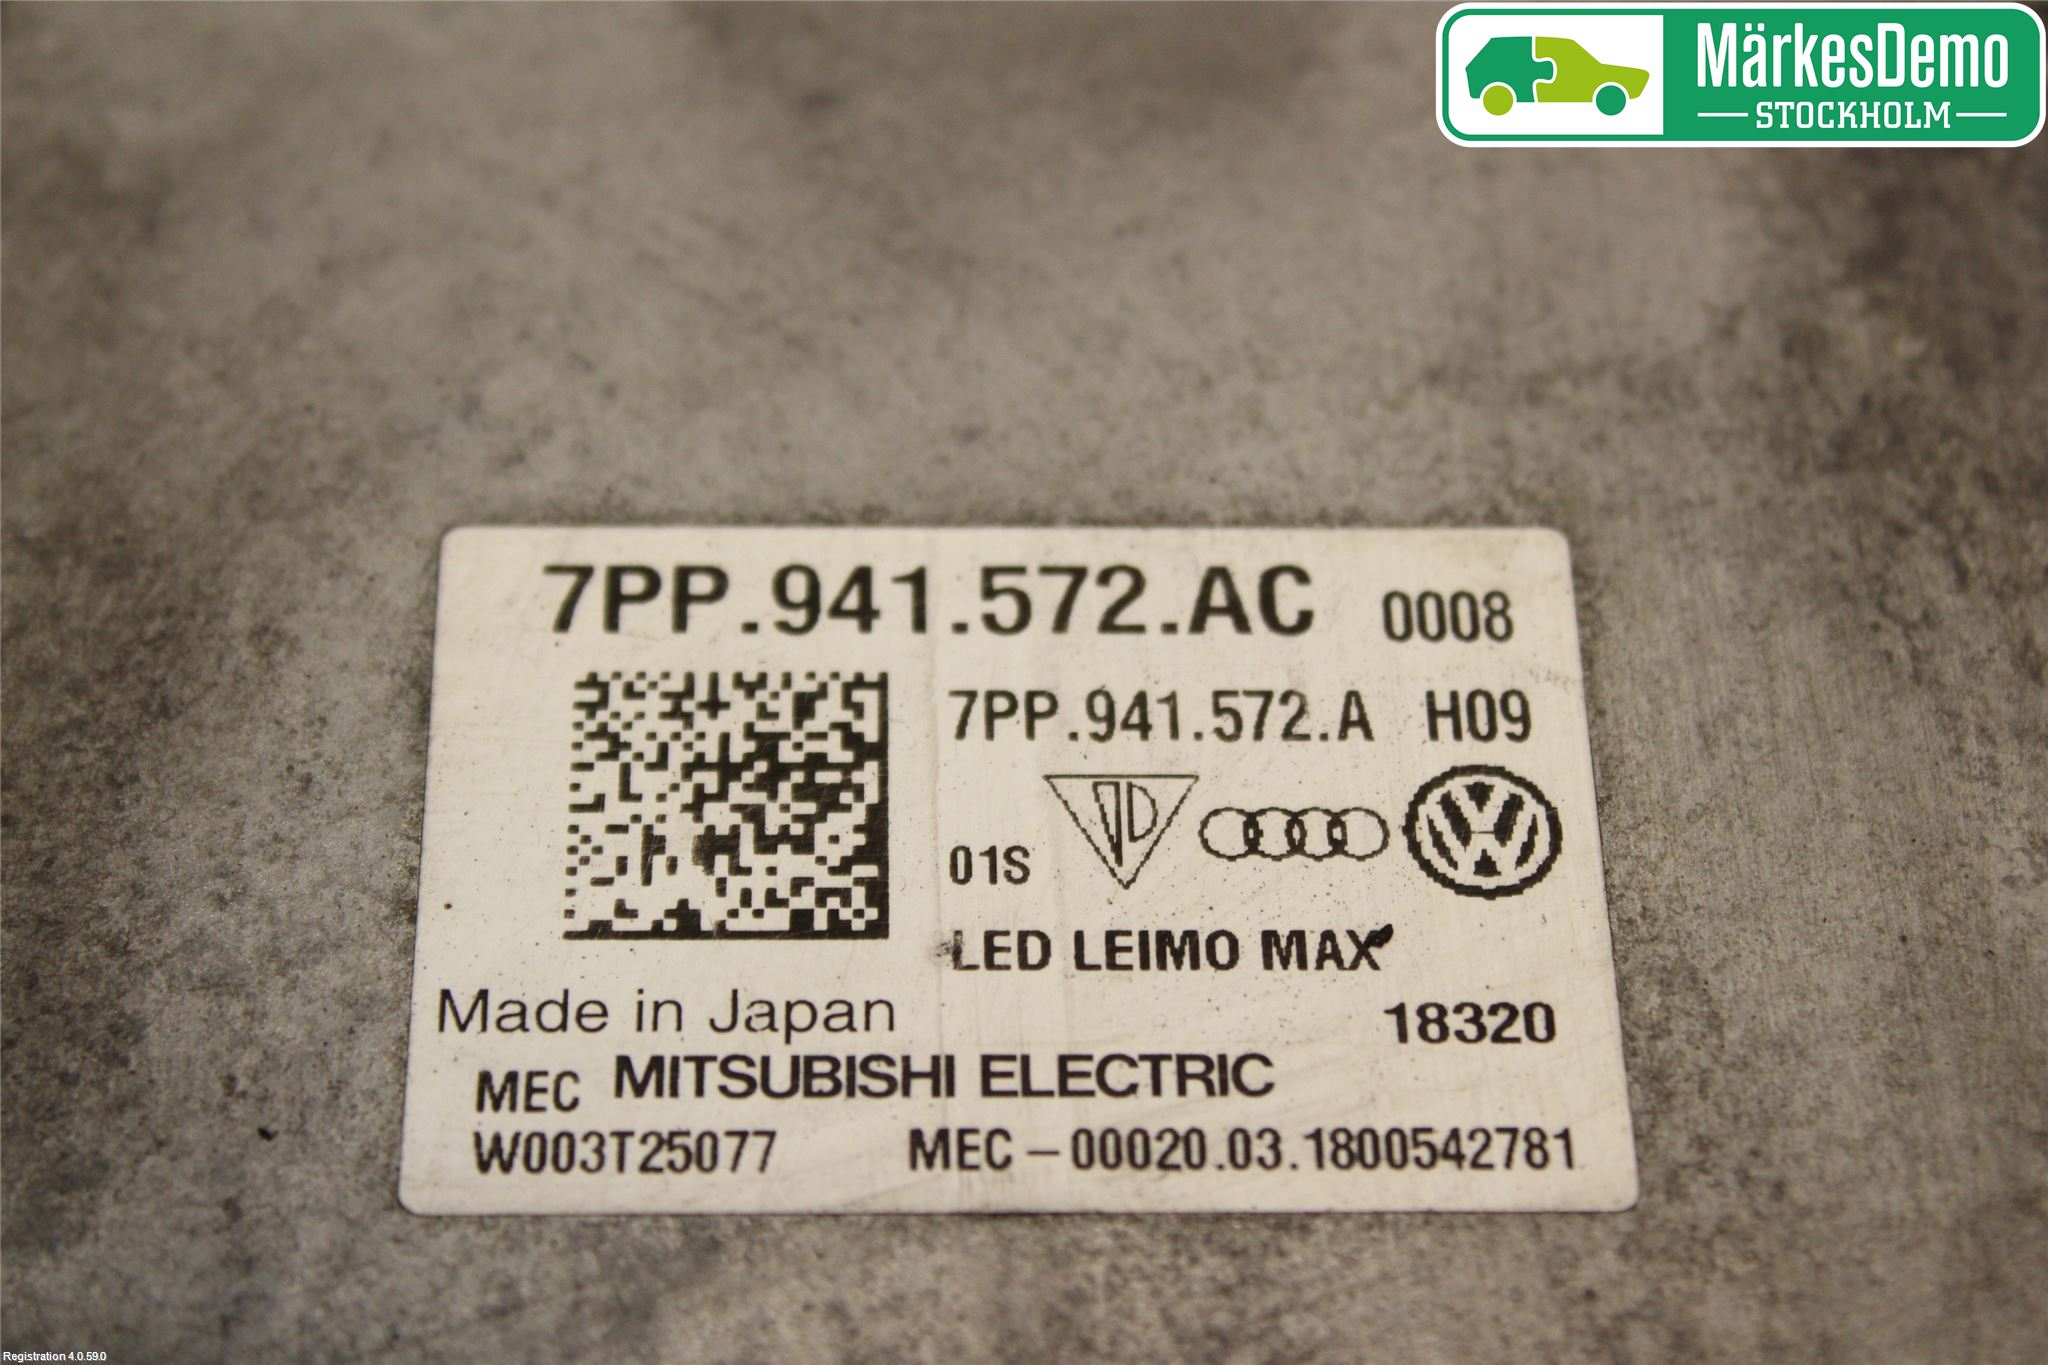 MärkesDemo
STOCKHOLM
7PP.941.572.AC 0008
7PP.941.572.A H09
01S
LED LEIMO MAX
Made in Japan 18320
MEC MITSUBISHI ELECTRIC
W003T25077 MEC-00020.03.1800542781
Registration 4.0.59.0